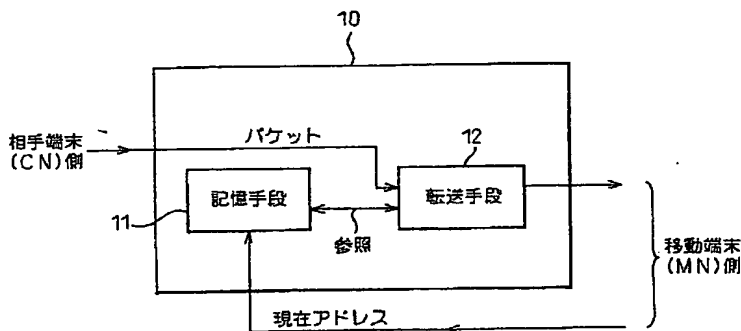 10
相手端末
(CN)側
パケット
12
記憶手段
転送手段
11
参照
移動端末
(MN)側
現在アドレス